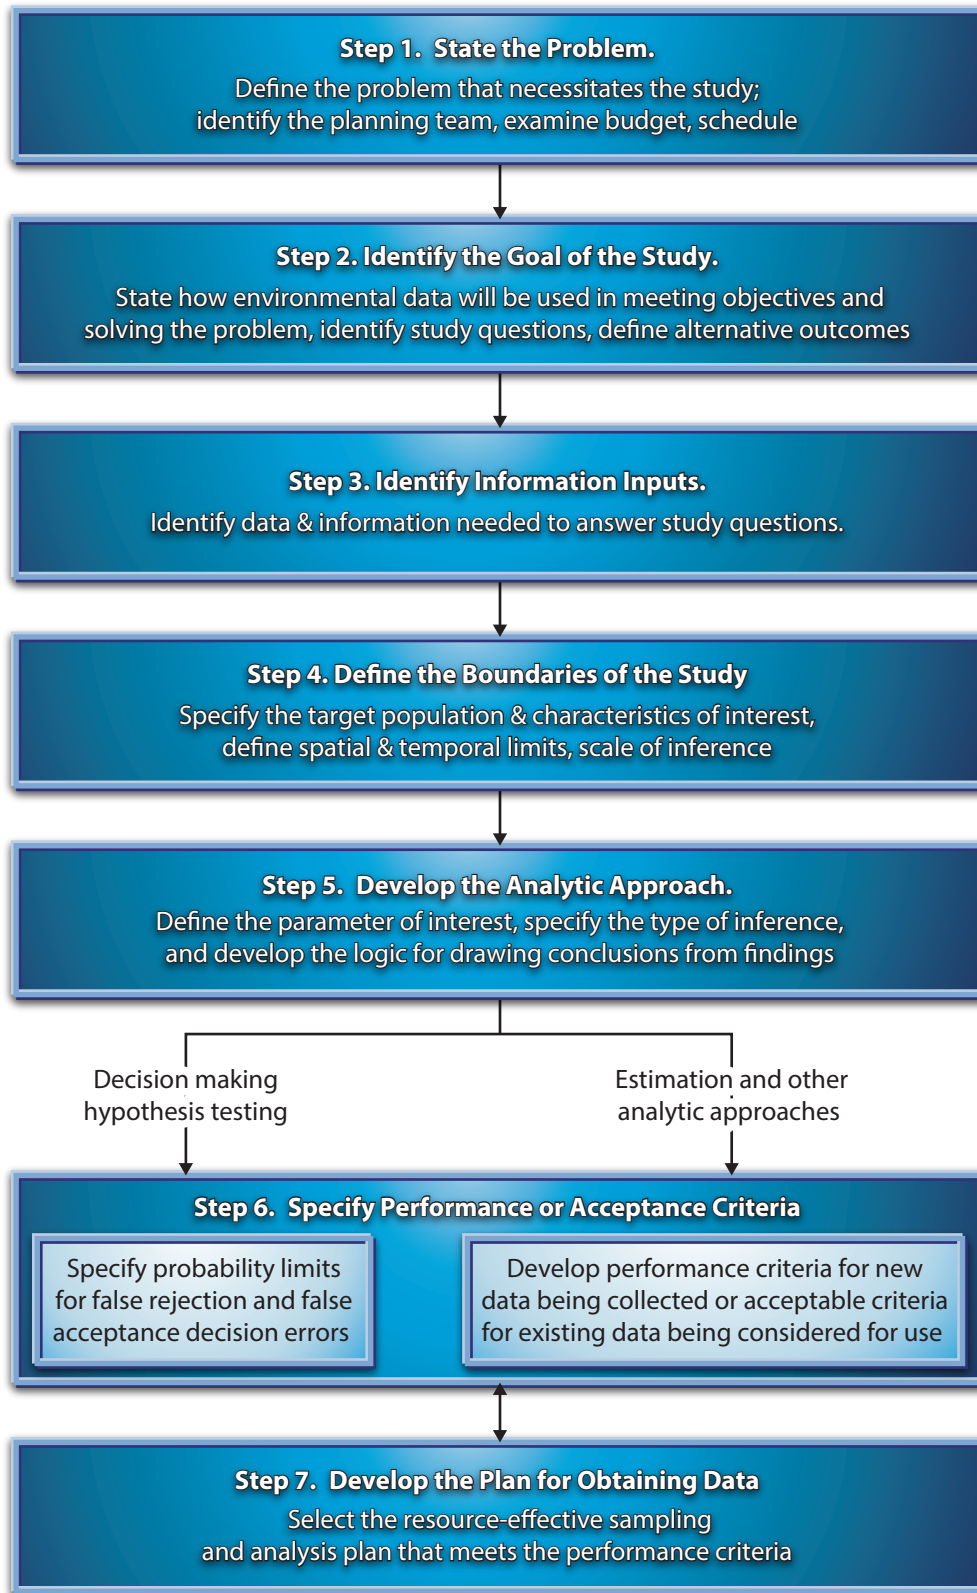 Step 1. State the Problem.
Define the problem that necessitates the study;
identify the planning team, examine budget, schedule
Step 2. Identify the Goal of the Study.
State how environmental data will be used in meeting objectives and
solving the problem, identify study questions, define alternative outcomes
Step 3. Identify Information Inputs.
Identify data & information needed to answer study questions.
Step 4. Define the Boundaries of the Study
Specify the target population & characteristics of interest,
define spatial & temporal limits, scale of inference
Step 5. Develop the Analytic Approach.
Define the parameter of interest, specify the type of inference,
and develop the logic for drawing conclusions from findings
Decision making
hypothesis testing
Estimation and other
analytic approaches
Step 6. Specify Performance or Acceptance Criteria
Specify probability limits
for false rejection and false
acceptance decision errors
Develop performance criteria for new
data being collected or acceptable criteria
for existing data being considered for use
Step 7. Develop the Plan for Obtaining Data
Select the resource-effective sampling
and analysis plan that meets the performance criteria